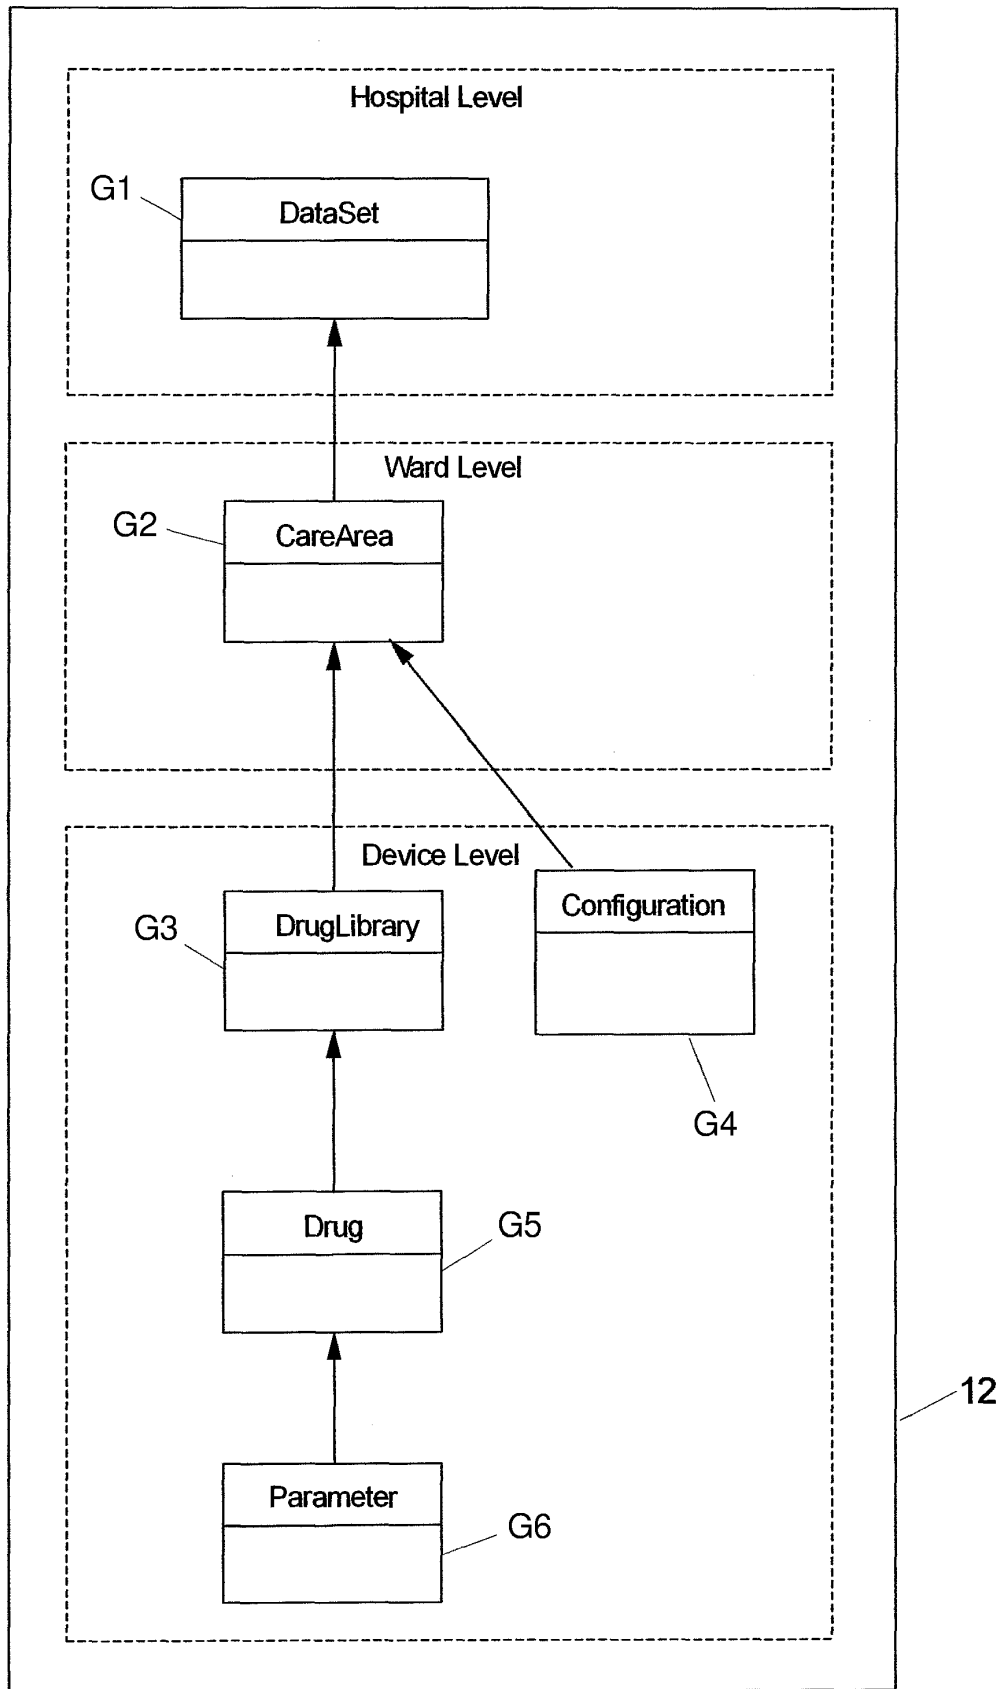 Hospital Level
G1
DataSet
Ward Level
G2
CareArea
Device Level
G3
DrugLibrary
Configuration
G4
Drug
G5
12
Parameter
G6